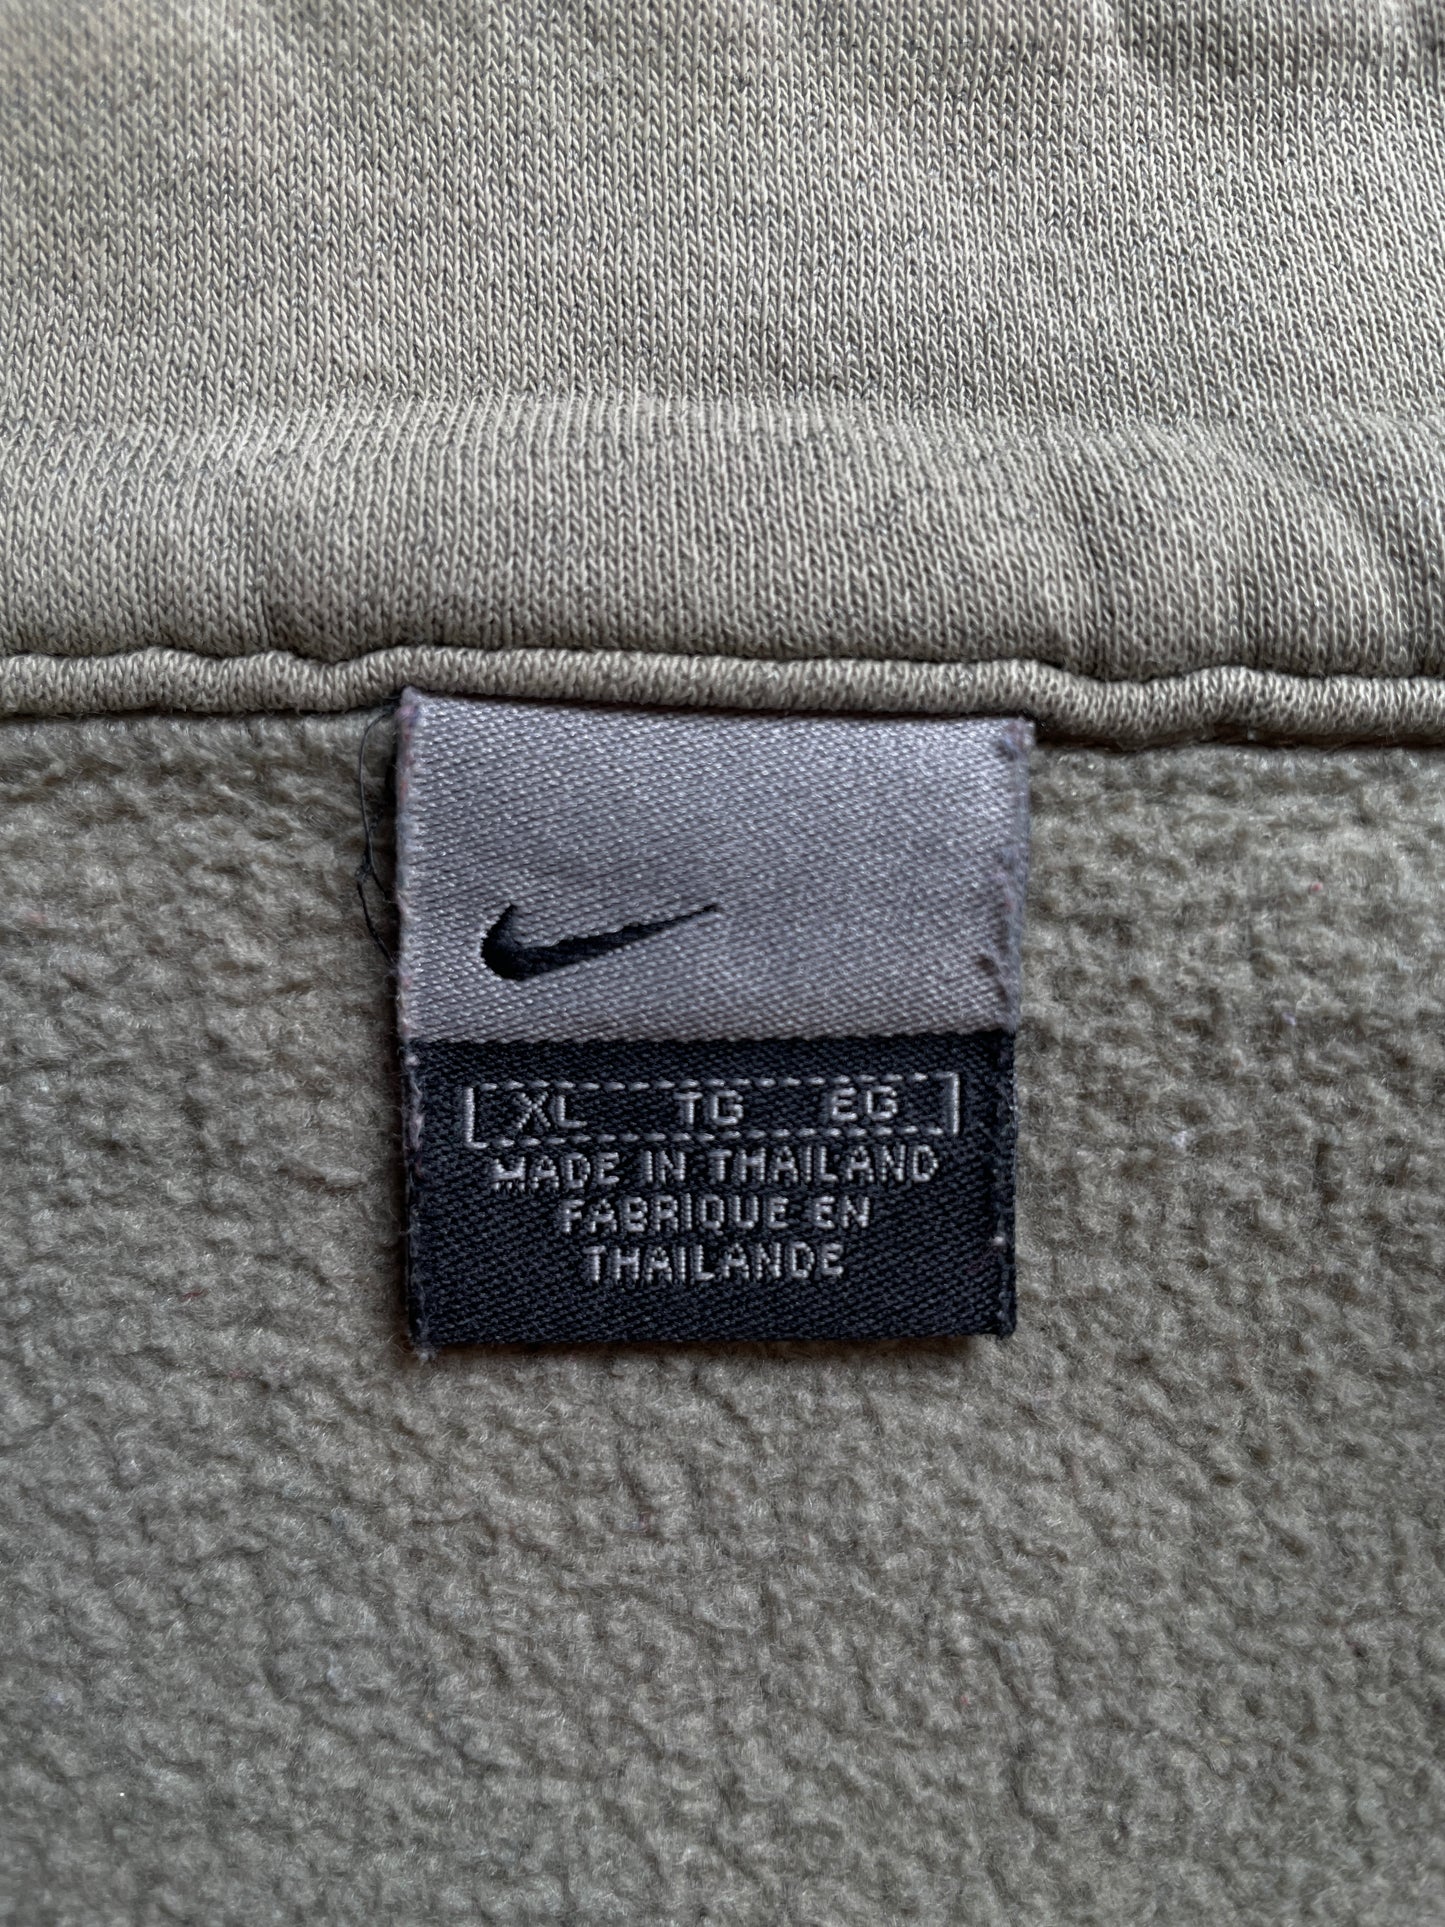 XL TG EG
MADE IN THAILAND
FABRIQUE EN
THAILANDE